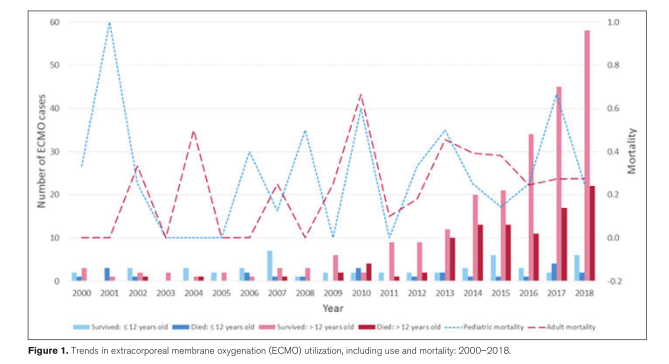 60
50
40
30
20
10
0
Number of ECMO cases
1.0
0.8
0.6
0.4
0.2
0.0
-0.2
Mortality
2000 2001 2002 2003 2004 2005 2006 2007 2008 2009 2010 2011 2012 2013 2014 2015 2016 2017 2018
Year
Survived: ≤ 12 years old Died: ≤ 12 years old Survived: > 12 years old Died: > 12 years old Pediatric mortality Adult mortality
Figure 1. Trends in extracorporeal membrane oxygenation (ECMO) utilization, including use and mortality: 2000–2018.